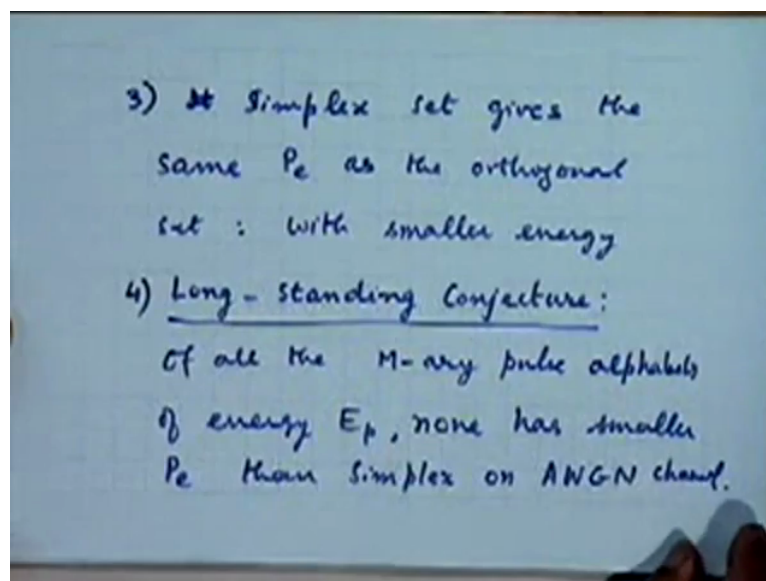 3) Simplex set gives the
same Pe as the orthogonal
set : with smaller energy
4) Long - Standing Conjecture :
Of all the M-ary pulse alphabets
of energy Ep, none has smaller
Pe than Simplex on AWGN channel.